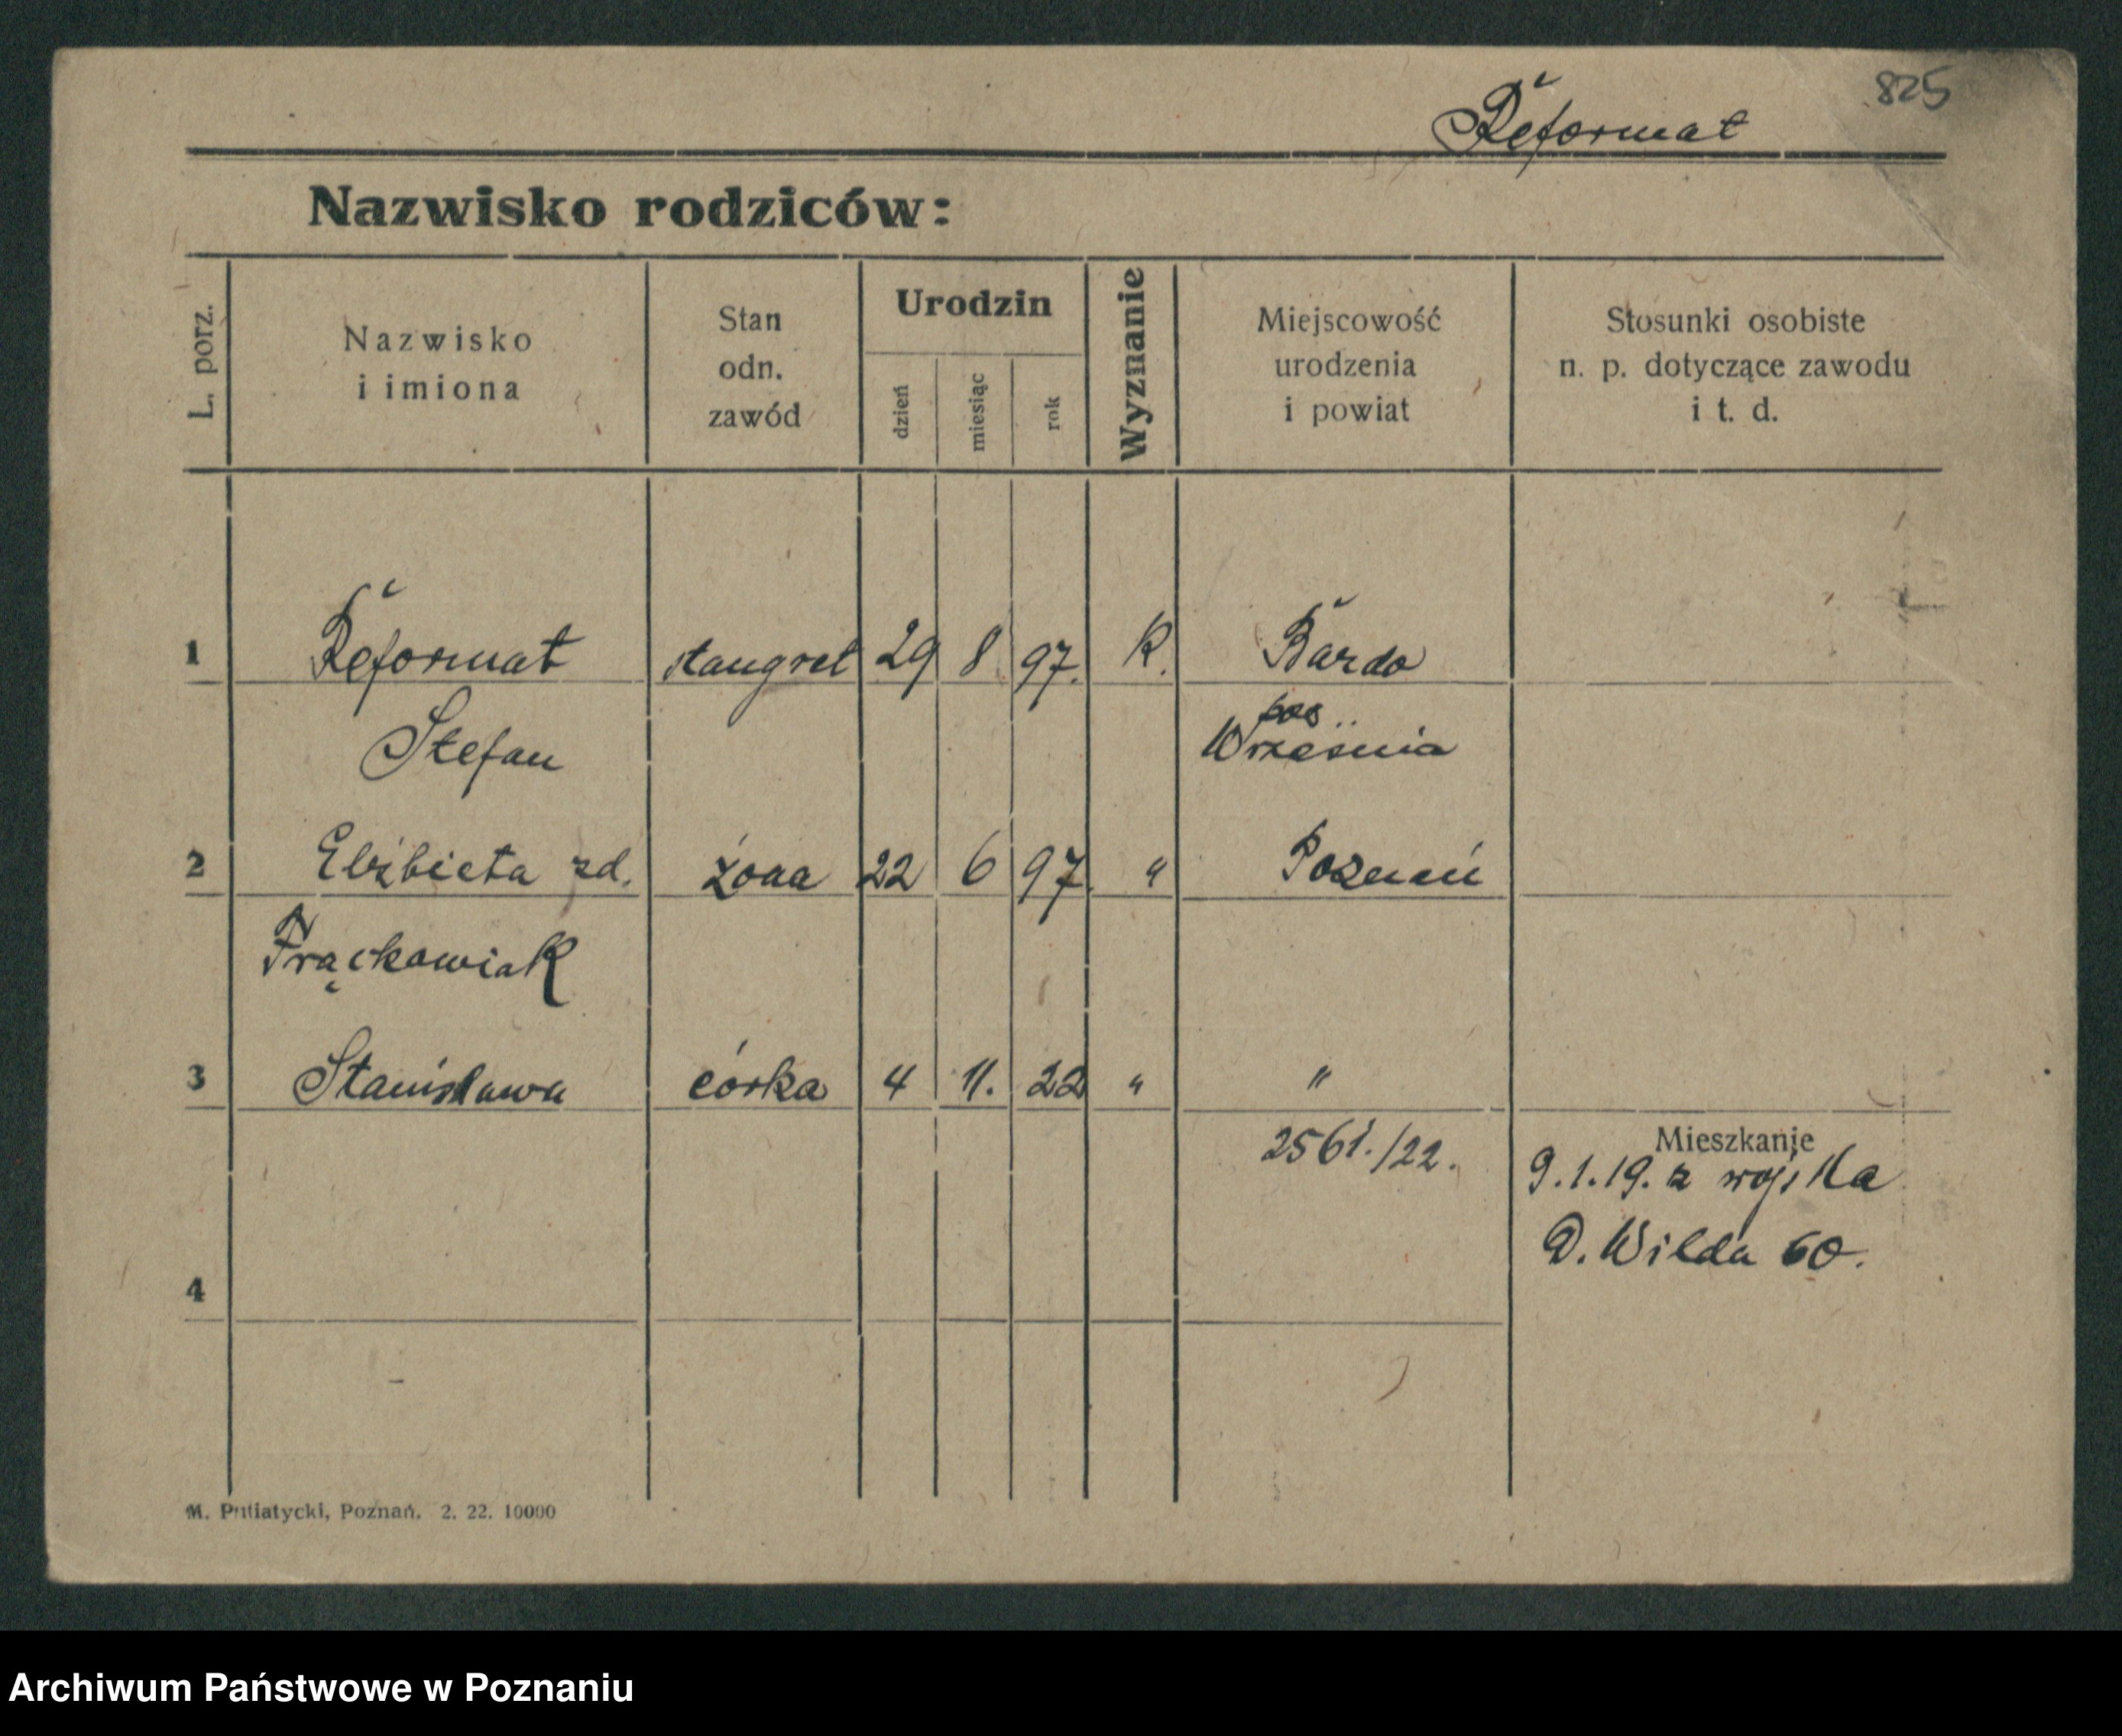 825
Reformat
Nazwisko rodziców:
L. porz.
Nazwisko
i imiona
Stan
odn.
zawód
Urodzin
dzień
miesiąc
rok
Wyznanie
Miejscowość
urodzenia
i powiat
Stosunki osobiste
n. p. dotyczące zawodu
i t. d.
1 Reformat stangret 29 8 97. K. Bardo
Stefan
Września
2 Elżbieta zd. żona 22 6 97 " Poznań
Frąckowiak
3 Stanisława córka 4 11. 22 " "
2561./22.
Mieszkanie
9.1.19. z wojska
D. Wilda 60.
4
M. Putiatycki, Poznań. 2. 22. 10000
Archiwum Państwowe w Poznaniu